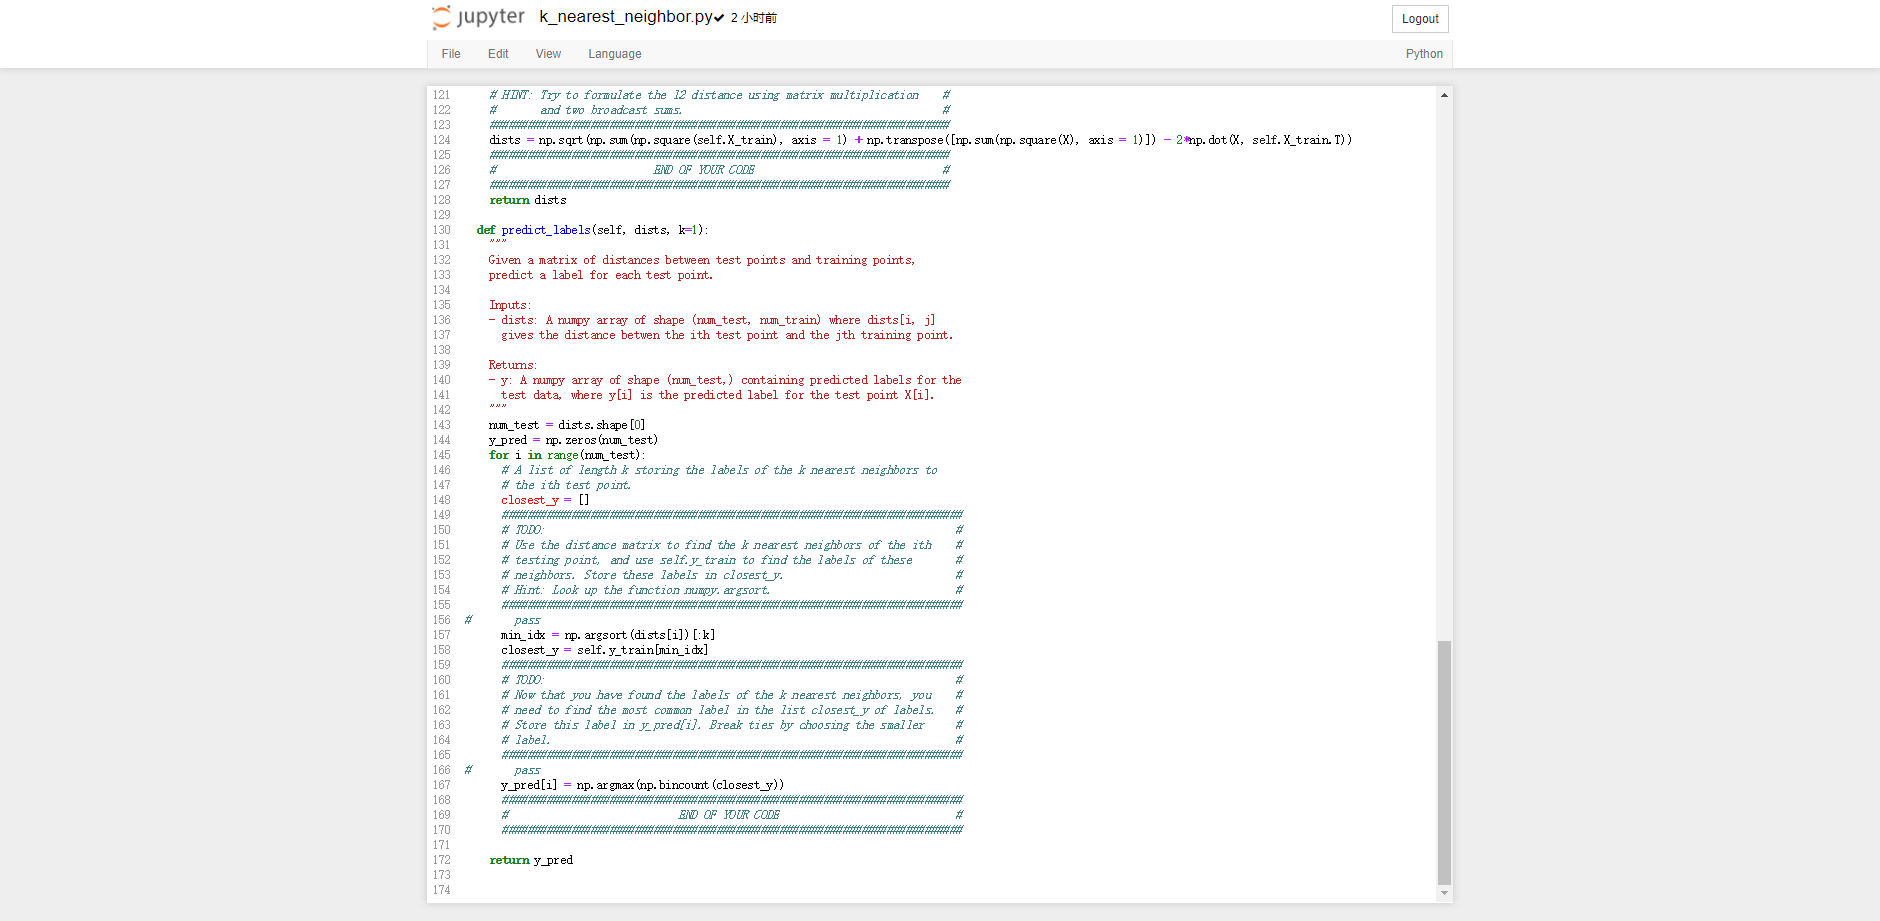 jupyter k_nearest_neighbor.py✔ 2 小时前 Logout
File Edit View Language Python
121 # HINT: Try to formulate the l2 distance using matrix multiplication #
122 # and two broadcast sums. #
123 #########################################################################
124 dists = np.sqrt(np.sum(np.square(self.X_train), axis = 1) + np.transpose([np.sum(np.square(X), axis = 1)]) - 2*np.dot(X, self.X_train.T))
125 #########################################################################
126 # END OF YOUR CODE #
127 #########################################################################
128 return dists
129
130 def predict_labels(self, dists, k=1):
131 """
132 Given a matrix of distances between test points and training points,
133 predict a label for each test point.
134
135 Inputs:
136 - dists: A numpy array of shape (num_test, num_train) where dists[i, j]
137 gives the distance betwen the ith test point and the jth training point.
138
139 Returns:
140 - y: A numpy array of shape (num_test,) containing predicted labels for the
141 test data, where y[i] is the predicted label for the test point X[i].
142 """
143 num_test = dists.shape[0]
144 y_pred = np.zeros(num_test)
145 for i in range(num_test):
146 # A list of length k storing the labels of the k nearest neighbors to
147 # the ith test point.
148 closest_y = []
149 #########################################################################
150 # TODO: #
151 # Use the distance matrix to find the k nearest neighbors of the ith #
152 # testing point, and use self.y_train to find the labels of these #
153 # neighbors. Store these labels in closest_y. #
154 # Hint: Look up the function numpy.argsort. #
155 #########################################################################
156 # pass
157 min_idx = np.argsort(dists[i])[:k]
158 closest_y = self.y_train[min_idx]
159 #########################################################################
160 # TODO: #
161 # Now that you have found the labels of the k nearest neighbors, you #
162 # need to find the most common label in the list closest_y of labels. #
163 # Store this label in y_pred[i]. Break ties by choosing the smaller #
164 # label. #
165 #########################################################################
166 # pass
167 y_pred[i] = np.argmax(np.bincount(closest_y))
168 #########################################################################
169 # END OF YOUR CODE #
170 #########################################################################
171
172 return y_pred
173
174